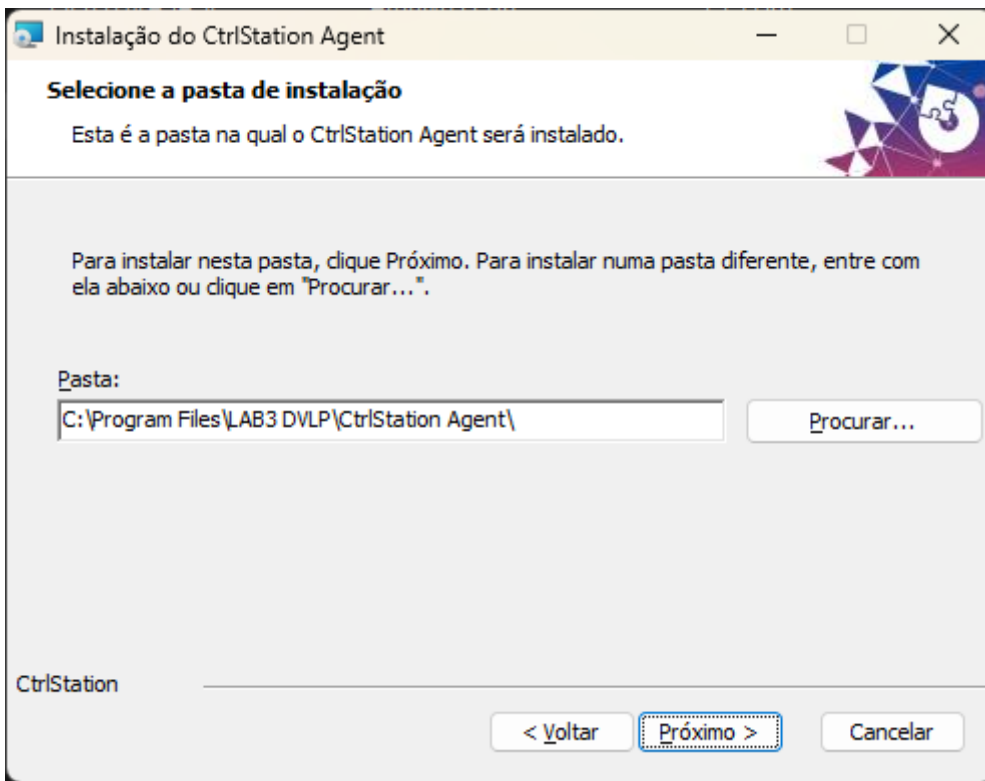 Instalação do CtrlStation Agent
Selecione a pasta de instalação
Esta é a pasta na qual o CtrlStation Agent será instalado.
Para instalar nesta pasta, clique Próximo. Para instalar numa pasta diferente, entre com
ela abaixo ou clique em "Procurar...".
Pasta:
C:\Program Files\LAB3 DVLP\CtrlStation Agent\
Procurar...
CtrlStation
< Voltar
Próximo >
Cancelar